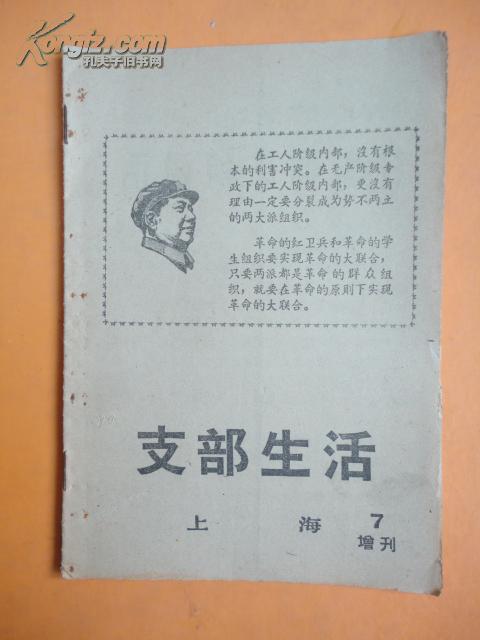 Kongfz.com
孔夫子旧书网
在工人阶级内部，沒有根
本的利害冲突。在无产阶级专
政下的工人阶级内部，更沒有
理由一定要分裂成为势不两立
的两大派组织。
革命的红卫兵和革命的学
生组织要实现革命的大联合，
只要两派都是革命的群众组
织，就要在革命的原则下实现
革命的大联合。
支部生活
上 海 7
增刊